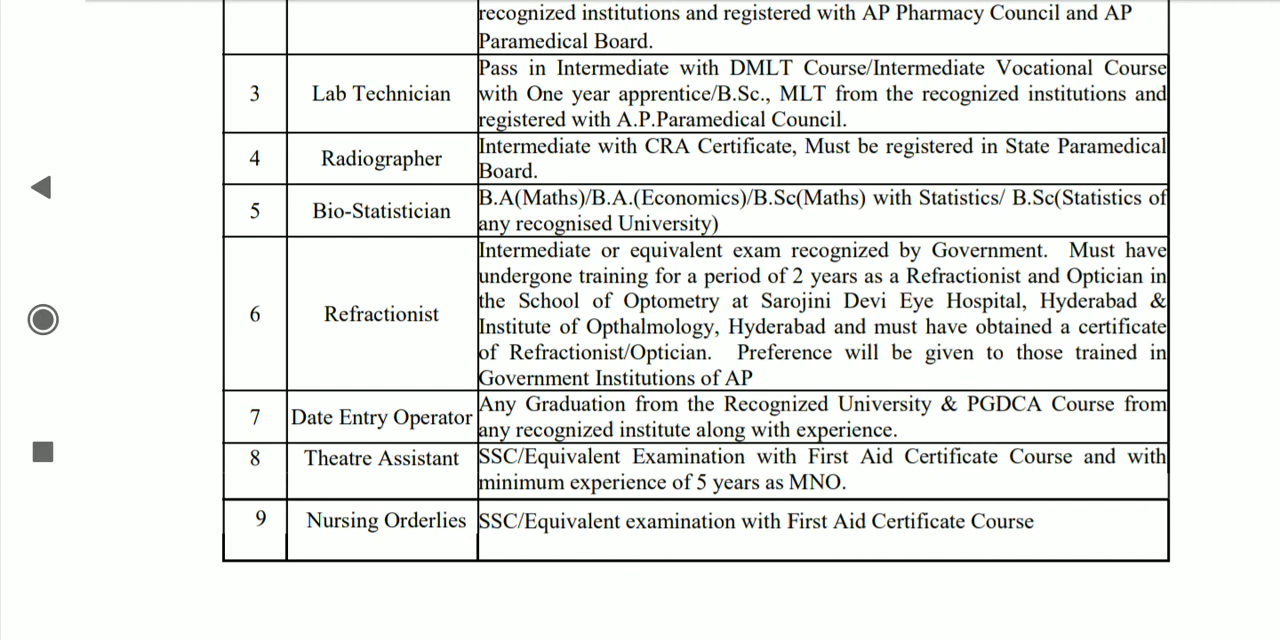 recognized institutions and registered with AP Pharmacy Council and AP
Paramedical Board.
3 Lab Technician
Pass in Intermediate with DMLT Course/Intermediate Vocational Course
with One year apprentice/B.Sc., MLT from the recognized institutions and
registered with A.P.Paramedical Council.
4 Radiographer
Intermediate with CRA Certificate, Must be registered in State Paramedical
Board.
5 Bio-Statistician
B.A(Maths)/B.A.(Economics)/B.Sc(Maths) with Statistics/ B.Sc(Statistics of
any recognised University)
6 Refractionist
Intermediate or equivalent exam recognized by Government. Must have
undergone training for a period of 2 years as a Refractionist and Optician in
the School of Optometry at Sarojini Devi Eye Hospital, Hyderabad &
Institute of Opthalmology, Hyderabad and must have obtained a certificate
of Refractionist/Optician. Preference will be given to those trained in
Government Institutions of AP
7 Date Entry Operator
Any Graduation from the Recognized University & PGDCA Course from
any recognized institute along with experience.
8 Theatre Assistant
SSC/Equivalent Examination with First Aid Certificate Course and with
minimum experience of 5 years as MNO.
9 Nursing Orderlies
SSC/Equivalent examination with First Aid Certificate Course